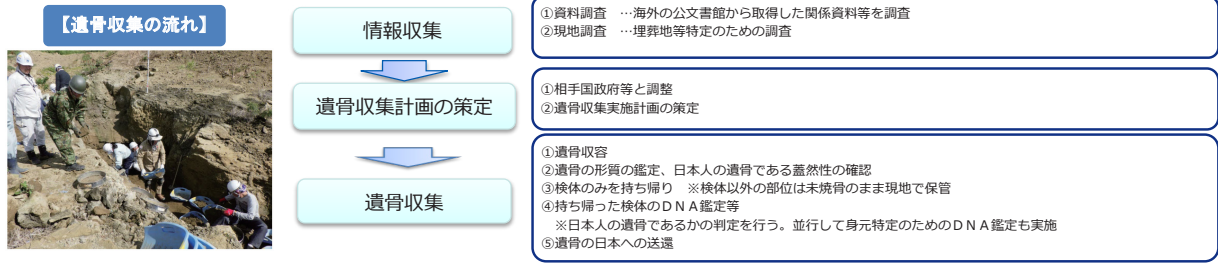 【遺骨収集の流れ】
情報収集
①資料調査 …海外の公文書館から取得した関係資料等を調査
②現地調査 …埋葬地等特定のための調査
遺骨収集計画の策定
①相手国政府等と調整
②遺骨収集実施計画の策定
遺骨収集
①遺骨収容
②遺骨の形質の鑑定、日本人の遺骨である蓋然性の確認
③検体のみを持ち帰り ※検体以外の部位は未焼骨のまま現地で保管
④持ち帰った検体のＤＮＡ鑑定等
※日本人の遺骨であるかの判定を行う。並行して身元特定のためのＤＮＡ鑑定も実施
⑤遺骨の日本への送還